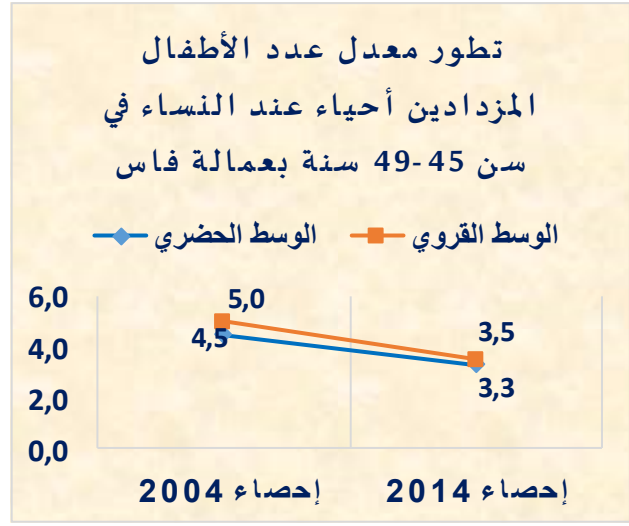 تطور معدل عدد الأطفال
المزدادين أحياء عند النساء في
سن 45-49 سنة بعمالة فاس
الوسط الحضري الوسط القروي
6,0
4,0
2,0
0,0
5,0
4,5
3,5
3,3
إحصاء 2004 إحصاء 2014